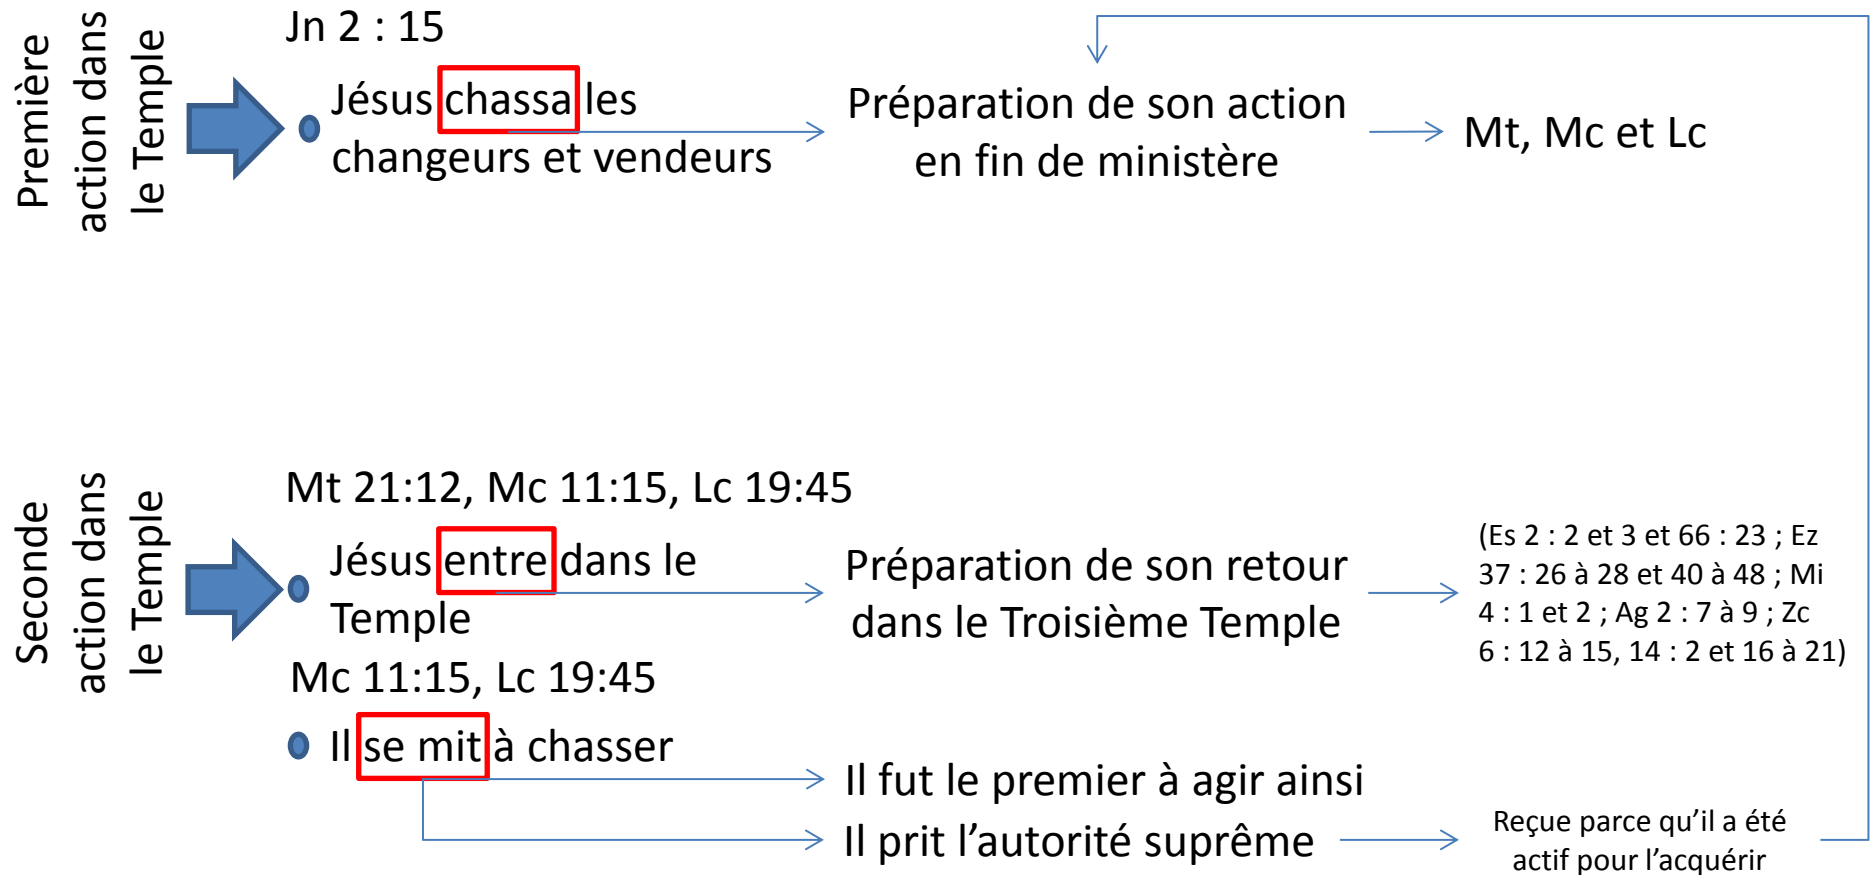 Première
action dans
le Temple
Jn 2 : 15
Jésus chassa les
changeurs et vendeurs
Préparation de son action
en fin de ministère
Mt, Mc et Lc
Seconde
action dans
le Temple
Mt 21:12, Mc 11:15, Lc 19:45
Jésus entre dans le
Temple
Préparation de son retour
dans le Troisième Temple
(Es 2 : 2 et 3 et 66 : 23 ; Ez
37 : 26 à 28 et 40 à 48 ; Mi
4 : 1 et 2 ; Ag 2 : 7 à 9 ; Zc
6 : 12 à 15, 14 : 2 et 16 à 21)
Mc 11:15, Lc 19:45
Il se mit à chasser
Il fut le premier à agir ainsi
Il prit l’autorité suprême
Reçue parce qu’il a été
actif pour l’acquérir